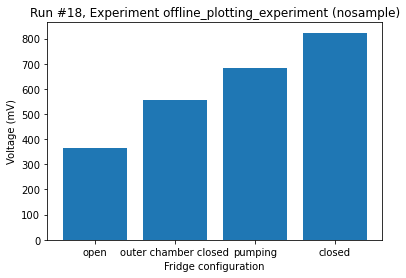 Run #18, Experiment offline_plotting_experiment (nosample)
800
700
600
500
400
300
200
100
0
Voltage (mV)
open outer chamber closed pumping closed
Fridge configuration